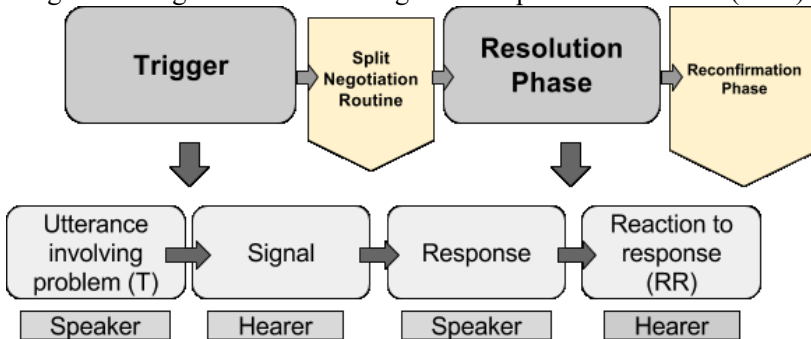 Trigger
Split
Negotiation
Routine
Resolution
Phase
Reconfirmation
Phase
Utterance
involving
problem (T)
Signal
Response
Reaction to
response
(RR)
Speaker
Hearer
Speaker
Hearer